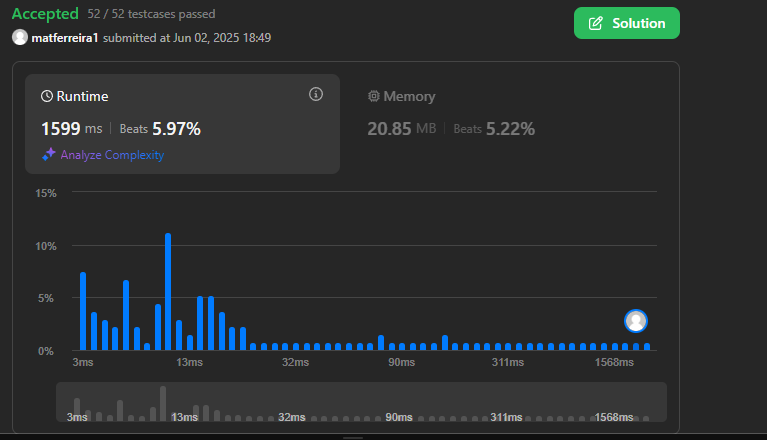 Accepted 52 / 52 testcases passed
Solution
matferreira1 submitted at Jun 02, 2025 18:49
Runtime
Memory
1599 ms Beats 5.97%
20.85 MB Beats 5.22%
Analyze Complexity
15%
10%
5%
0%
3ms 13ms 32ms 90ms 311ms 1568ms
3ms 13ms 32ms 90ms 311ms 1568ms